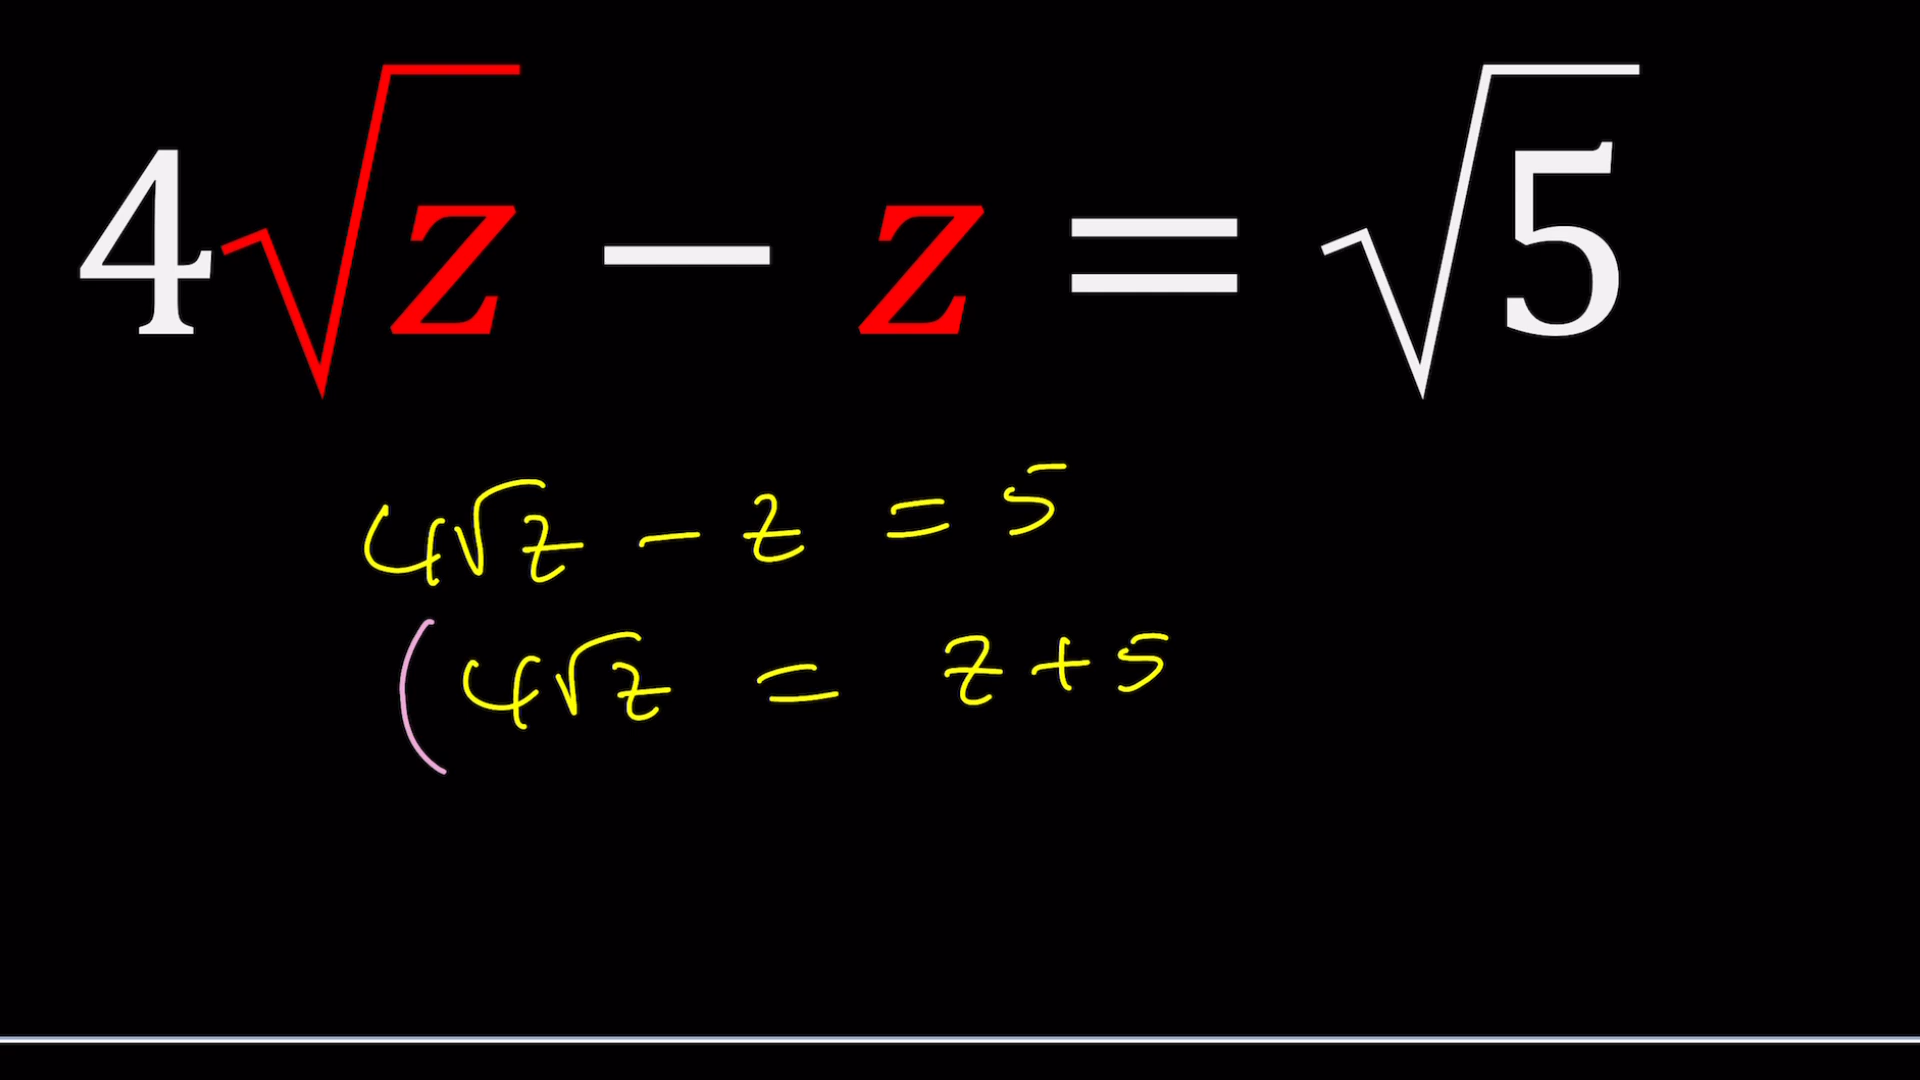 4√z − z = √5
4√z − z = 5
(4√z = z + 5